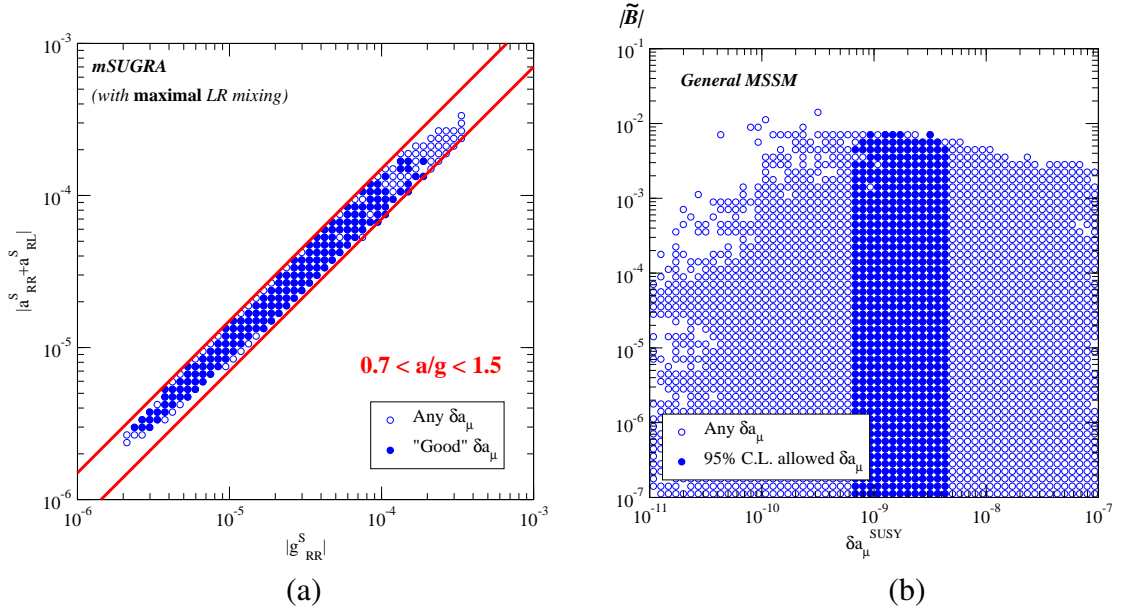 mSUGRA
(with maximal LR mixing)
10^-3
10^-4
10^-5
10^-6
|a^S_RR+a^S_RL|
0.7 < a/g < 1.5
Any δa_μ
"Good" δa_μ
10^-6 10^-5 10^-4 10^-3
|g^S_RR|
(a)
|B̃|
General MSSM
10^-1
10^-2
10^-3
10^-4
10^-5
10^-6
10^-7
Any δa_μ
95% C.L. allowed δa_μ
10^-11 10^-10 10^-9 10^-8 10^-7
δa_μ^SUSY
(b)